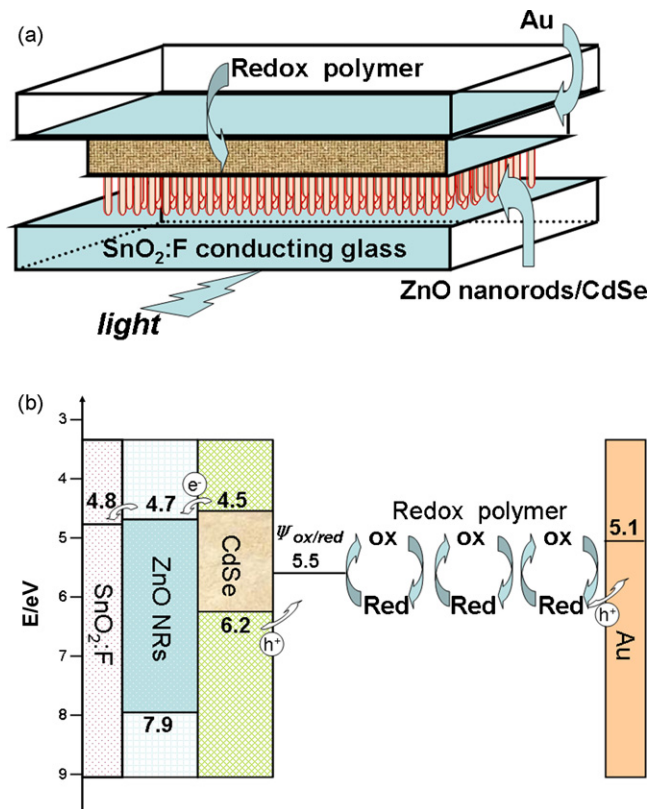 (a)
Au
Redox polymer
SnO₂:F conducting glass
ZnO nanorods/CdSe
light
(b)
3
4
5
6
7
8
9
E/eV
4.8
4.7
e⁻
4.5
SnO₂:F
ZnO NRs
CdSe
7.9
6.2
h⁺
Ψox/red
5.5
Redox polymer
ox ox ox
Red Red Red
h⁺
5.1
Au